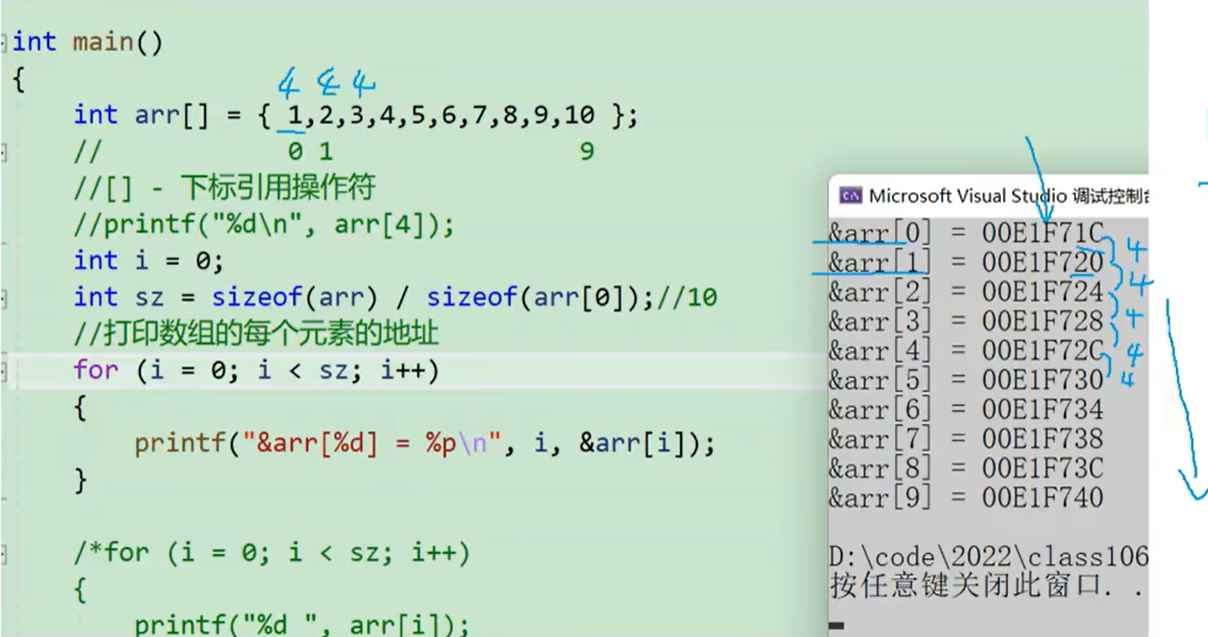 int main()
{
4 4 4
int arr[] = { 1,2,3,4,5,6,7,8,9,10 };
// 0 1 9
//[] - 下标引用操作符
//printf("%d\n", arr[4]);
int i = 0;
int sz = sizeof(arr) / sizeof(arr[0]);//10
//打印数组的每个元素的地址
for (i = 0; i < sz; i++)
{
printf("&arr[%d] = %p\n", i, &arr[i]);
}
/*for (i = 0; i < sz; i++)
{
printf("%d ", arr[i]);
Microsoft Visual Studio 调试控制台
&arr[0] = 00E1F71C
4
&arr[1] = 00E1F720
4
&arr[2] = 00E1F724
4
&arr[3] = 00E1F728
4
&arr[4] = 00E1F72C
4
&arr[5] = 00E1F730
&arr[6] = 00E1F734
&arr[7] = 00E1F738
&arr[8] = 00E1F73C
&arr[9] = 00E1F740
D:\code\2022\class106
按任意键关闭此窗口. .